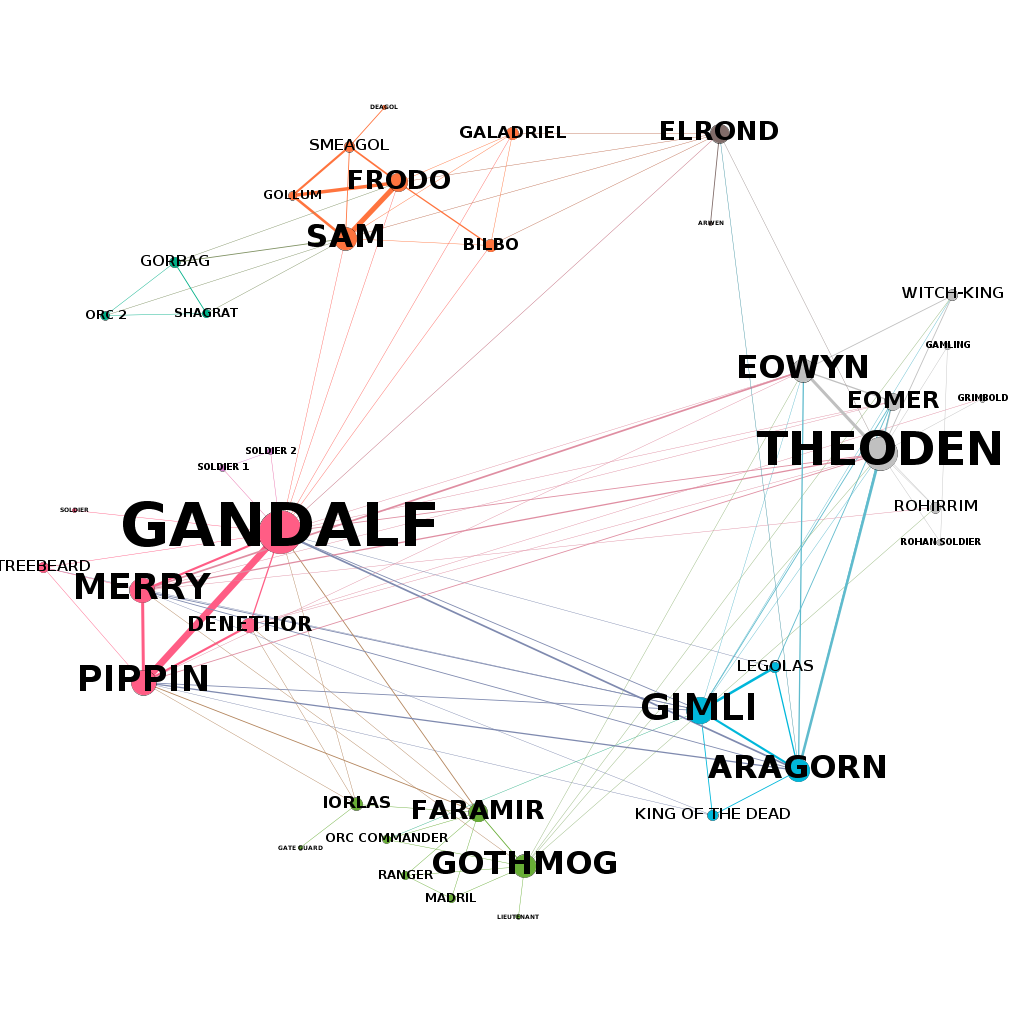 DEAGOL
GALADRIEL
ELROND
SMEAGOL
FRODO
GOLLUM
ARWEN
SAM
BILBO
GORBAG
WITCH-KING
ORC 2
SHAGRAT
GAMLING
EOWYN
EOMER
GRIMBOLD
THEODEN
SOLDIER 2
SOLDIER 1
ROHIRRIM
SOLDIER
GANDALF
ROHAN SOLDIER
TREEBEARD
MERRY
DENETHOR
LEGOLAS
PIPPIN
GIMLI
ARAGORN
IORLAS
FARAMIR
KING OF THE DEAD
ORC COMMANDER
GATE GUARD
GOTHMOG
RANGER
MADRIL
LIEUTENANT